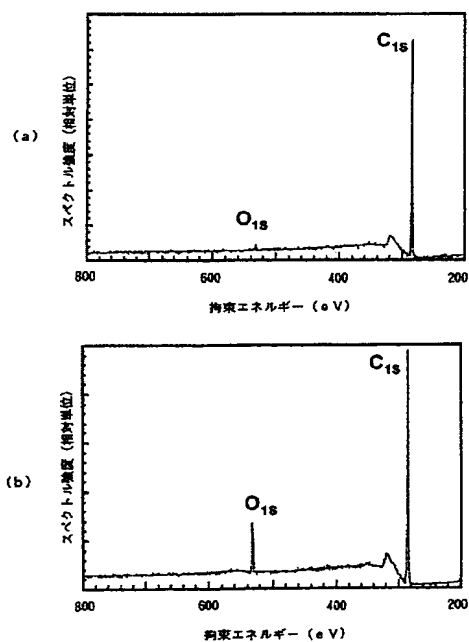 (a)
スペクトル強度 (相対単位)
C1s
O1s
800 600 400 200
拘束エネルギー (eV)
(b)
スペクトル強度 (相対単位)
C1s
O1s
800 600 400 200
拘束エネルギー (eV)